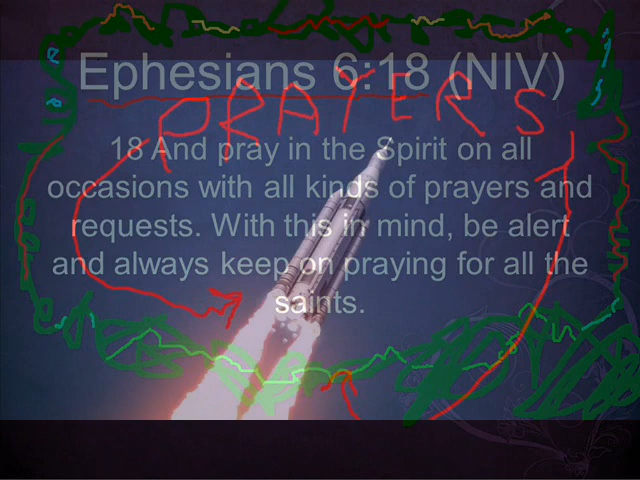 Ephesians 6:18 (NIV)
PRAYERS
18 And pray in the Spirit on all
occasions with all kinds of prayers and
requests. With this in mind, be alert
and always keep on praying for all the
saints.